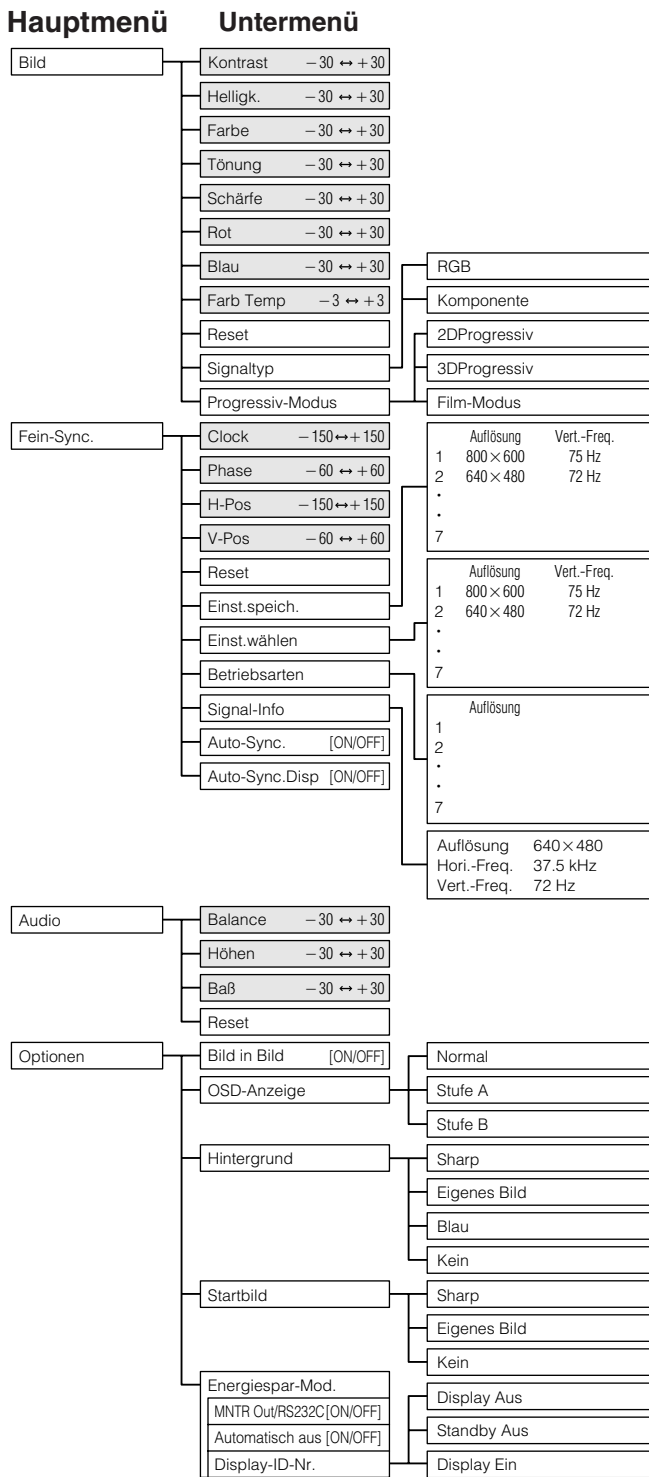 Hauptmenü Untermenü
Bild
Kontrast −30 ↔ +30
Helligk. −30 ↔ +30
Farbe −30 ↔ +30
Tönung −30 ↔ +30
Schärfe −30 ↔ +30
Rot −30 ↔ +30
Blau −30 ↔ +30
Farb Temp −3 ↔ +3
Reset
Signaltyp
Progressiv-Modus
RGB
Komponente
2DProgressiv
3DProgressiv
Film-Modus
Fein-Sync.
Clock −150↔+150
Phase −60 ↔ +60
H-Pos −150↔+150
V-Pos −60 ↔ +60
Reset
Einst.speich.
Einst.wählen
Betriebsarten
Signal-Info
Auto-Sync. [ON/OFF]
Auto-Sync.Disp [ON/OFF]
Auflösung Vert.-Freq.
1 800×600 75 Hz
2 640×480 72 Hz
•
•
7
Auflösung Vert.-Freq.
1 800×600 75 Hz
2 640×480 72 Hz
•
•
7
Auflösung
1
2
•
•
7
Auflösung 640×480
Hori.-Freq. 37.5 kHz
Vert.-Freq. 72 Hz
Audio
Balance −30 ↔ +30
Höhen −30 ↔ +30
Baß −30 ↔ +30
Reset
Optionen
Bild in Bild [ON/OFF]
OSD-Anzeige
Normal
Stufe A
Stufe B
Hintergrund
Sharp
Eigenes Bild
Blau
Kein
Startbild
Sharp
Eigenes Bild
Kein
Energiespar-Mod.
MNTR Out/RS232C[ON/OFF]
Automatisch aus [ON/OFF]
Display-ID-Nr.
Display Aus
Standby Aus
Display Ein